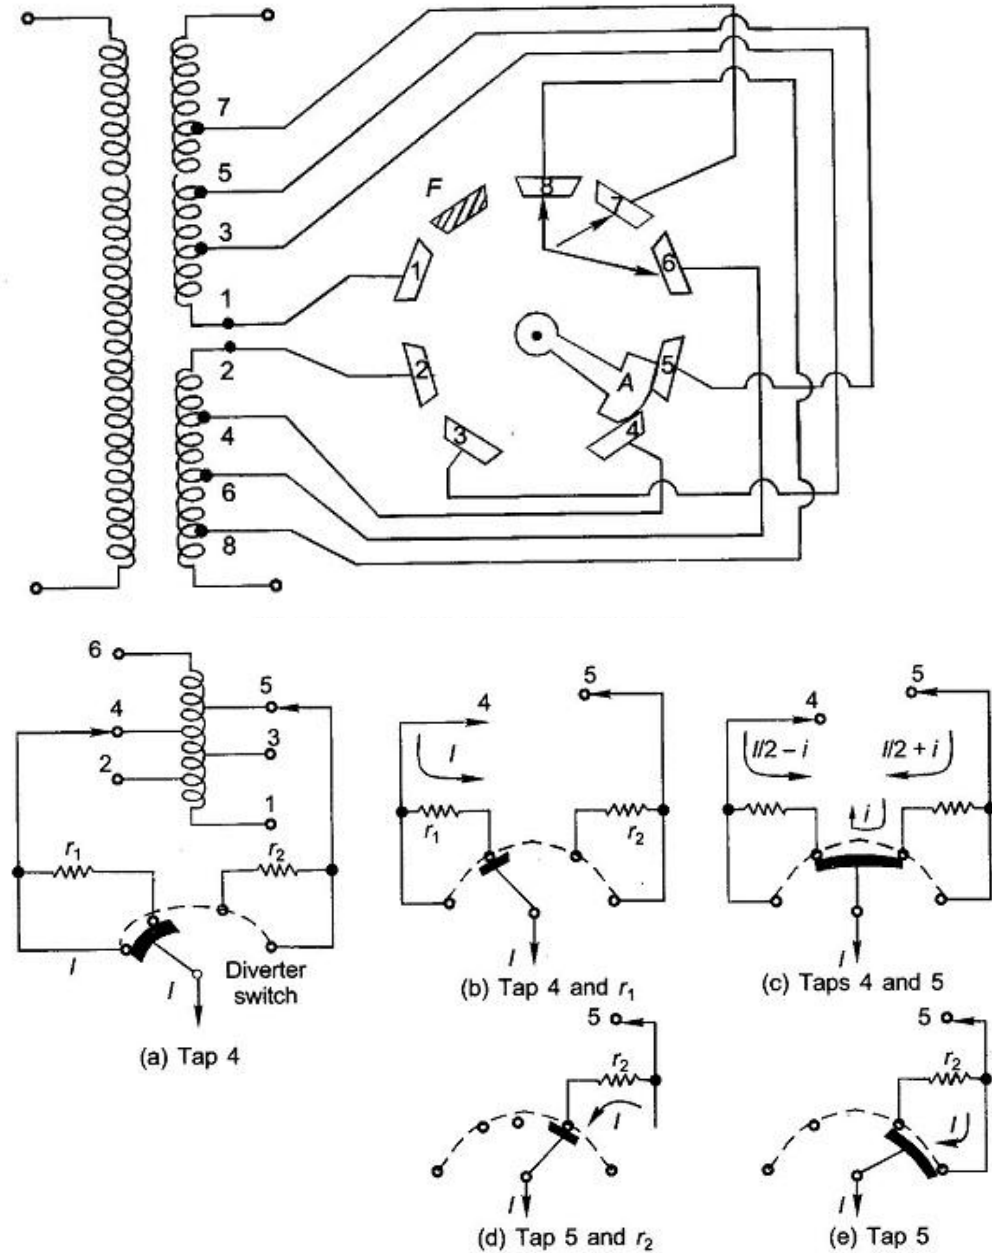 7
5
3
1
2
4
6
8
F
8
7
6
1
2
5
A
3
4
6
5
4
3
2
1
r1
r2
I
I
Diverter
switch
(a) Tap 4
5
4
I
r1
r2
I
(b) Tap 4 and r1
5
4
I/2 – i
I/2 + i
i
I
(c) Taps 4 and 5
5
r2
I
I
(d) Tap 5 and r2
5
r2
I
I
(e) Tap 5